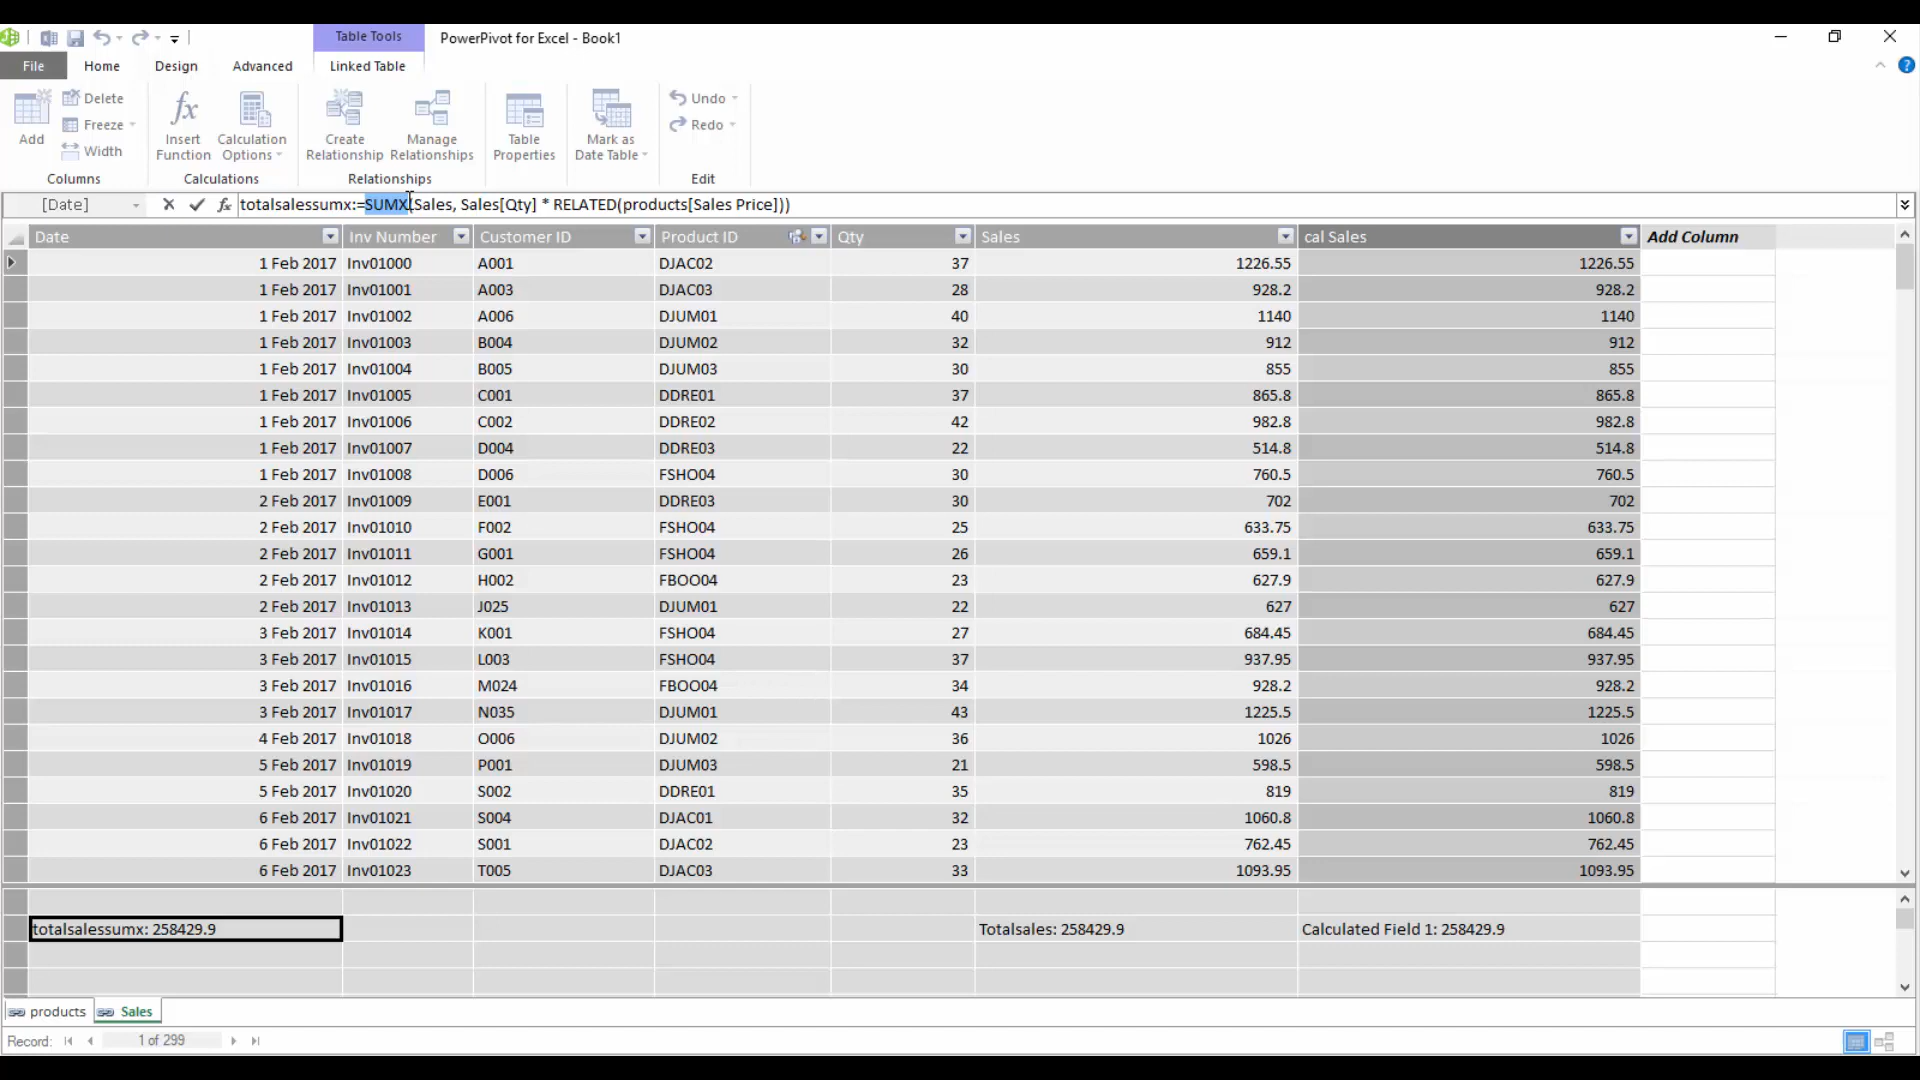 Table Tools
PowerPivot for Excel - Book1
File Home Design Advanced Linked Table
Add
Delete
Freeze
Width
Columns
Insert Function
Calculation Options
Calculations
Create Relationship
Manage Relationships
Relationships
Table Properties
Mark as Date Table
Undo
Redo
Edit
[Date] fx totalsalessumx:=SUMX(Sales, Sales[Qty] * RELATED(products[Sales Price]))
Date Inv Number Customer ID Product ID Qty Sales cal Sales Add Column
1 Feb 2017 Inv01000 A001 DJAC02 37 1226.55 1226.55
1 Feb 2017 Inv01001 A003 DJAC03 28 928.2 928.2
1 Feb 2017 Inv01002 A006 DJUM01 40 1140 1140
1 Feb 2017 Inv01003 B004 DJUM02 32 912 912
1 Feb 2017 Inv01004 B005 DJUM03 30 855 855
1 Feb 2017 Inv01005 C001 DDRE01 37 865.8 865.8
1 Feb 2017 Inv01006 C002 DDRE02 42 982.8 982.8
1 Feb 2017 Inv01007 D004 DDRE03 22 514.8 514.8
1 Feb 2017 Inv01008 D006 FSHO04 30 760.5 760.5
2 Feb 2017 Inv01009 E001 DDRE03 30 702 702
2 Feb 2017 Inv01010 F002 FSHO04 25 633.75 633.75
2 Feb 2017 Inv01011 G001 FSHO04 26 659.1 659.1
2 Feb 2017 Inv01012 H002 FBOO04 23 627.9 627.9
2 Feb 2017 Inv01013 J025 DJUM01 22 627 627
3 Feb 2017 Inv01014 K001 FSHO04 27 684.45 684.45
3 Feb 2017 Inv01015 L003 FSHO04 37 937.95 937.95
3 Feb 2017 Inv01016 M024 FBOO04 34 928.2 928.2
3 Feb 2017 Inv01017 N035 DJUM01 43 1225.5 1225.5
4 Feb 2017 Inv01018 O006 DJUM02 36 1026 1026
5 Feb 2017 Inv01019 P001 DJUM03 21 598.5 598.5
5 Feb 2017 Inv01020 S002 DDRE01 35 819 819
6 Feb 2017 Inv01021 S004 DJAC01 32 1060.8 1060.8
6 Feb 2017 Inv01022 S001 DJAC02 23 762.45 762.45
6 Feb 2017 Inv01023 T005 DJAC03 33 1093.95 1093.95
totalsalessumx: 258429.9 Totalsales: 258429.9 Calculated Field 1: 258429.9
products Sales
Record: 1 of 299